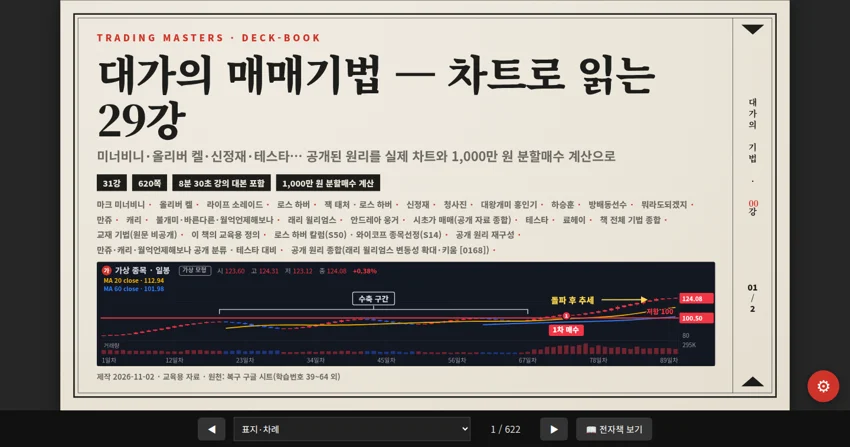 TRADING MASTERS · DECK-BOOK
대가의 매매기법 — 차트로 읽는
29강
미너비니·올리버 켈·신정재·테스타… 공개된 원리를 실제 차트와 1,000만 원 분할매수 계산으로
31강 620쪽 8분 30초 강의 대본 포함 1,000만 원 분할매수 계산
마크 미너비니 · 올리버 켈 · 라이프 소레이드 · 로스 하버 · 잭 태처 · 로스 하버 · 신정재 · 정사진 · 대왕개미 홍인기 · 하승훈 · 방배동선수 · 뭐라도되겠지 ·
만쥬 · 캐리 · 불개미·바른다른·월억언제해보나 · 래리 윌리엄스 · 안드레아 웅거 · 시초가 매매(공개 자료 종합) · 테스타 · 료헤이 · 책 전체 기법 종합 ·
교재 기법(원문 비공개) · 이 책의 교육용 정의 · 로스 하버 칼럼(S50) · 와이코프 종목선정(S14) · 공개 원리 재구성 ·
만쥬·캐리·월억언제해보나 공개 분류 · 테스타 대비 · 공개 원리 종합(래리 윌리엄스 변동성 확대·키움 [0168]) ·
가 가상 종목 · 일봉 가상 모형 시 123.60 고 124.31 저 123.12 종 124.08 +0.38%
MA 20 close · 112.94
MA 60 close · 101.98
수축 구간
돌파 후 추세
124.08
저항 100
100.50
1
1차 매수
80
거래량
295K
1일차 12일차 23일차 34일차 45일차 56일차 67일차 78일차 89일차
제작 2026-11-02 · 교육용 자료 · 원천: 복구 구글 시트(학습번호 39~64 외)
대가의 기법 · 00강
01
/
2
◀ 표지·차례 1 / 622 ▶ 📖 전자책 보기